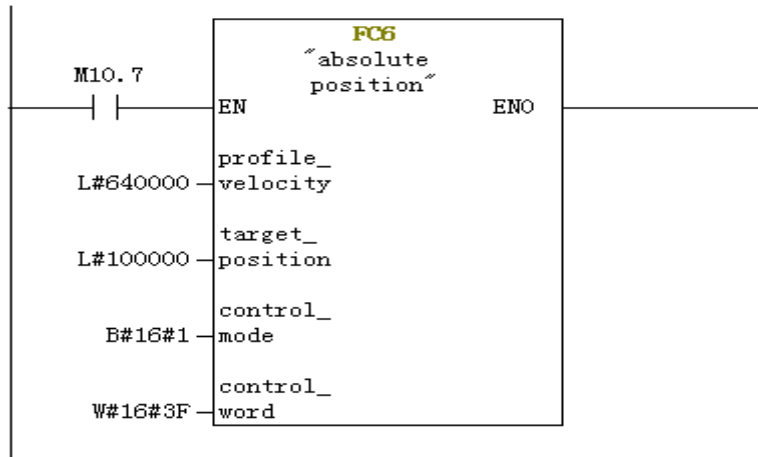 FC6
"absolute
position"
M10.7
EN
ENO
profile_
L#640000
velocity
target_
L#100000
position
control_
B#16#1
mode
control_
W#16#3F
word